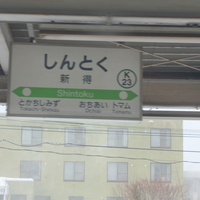 しんとく
新得
K
23
Shintoku
とかちしみず おちあい トマム
Tokachi-Shimizu Ochiai Tomamu